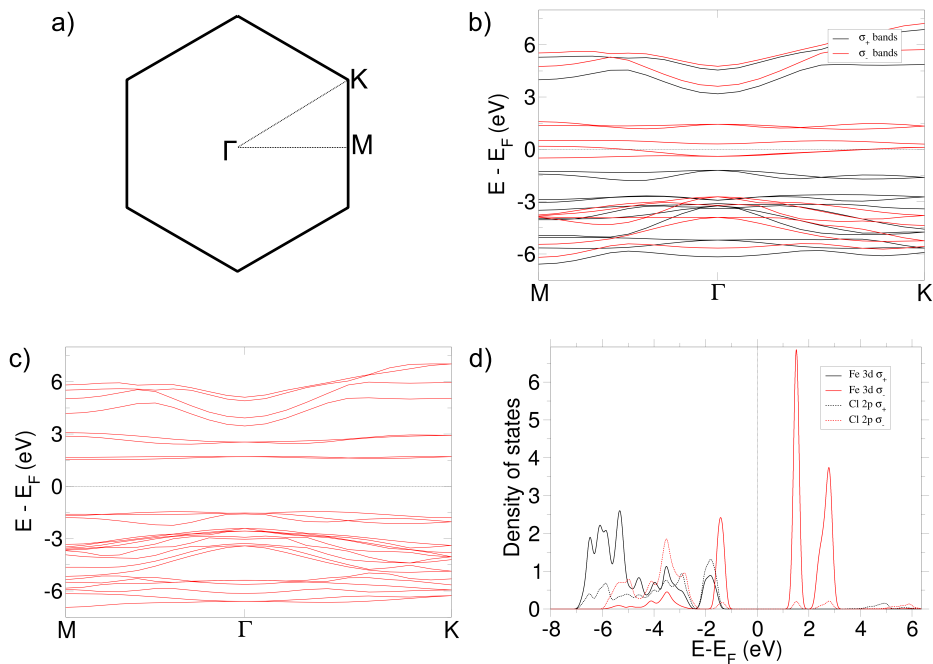 a)
K
Γ
M
b)
E - E_F (eV)
6
3
0
-3
-6
σ+ bands
σ- bands
M
Γ
K
c)
E - E_F (eV)
6
3
0
-3
-6
M
Γ
K
d)
Density of states
6
5
4
3
2
1
0
Fe 3d σ+
Fe 3d σ-
Cl 2p σ+
Cl 2p σ-
-8 -6 -4 -2 0 2 4 6
E-E_F (eV)